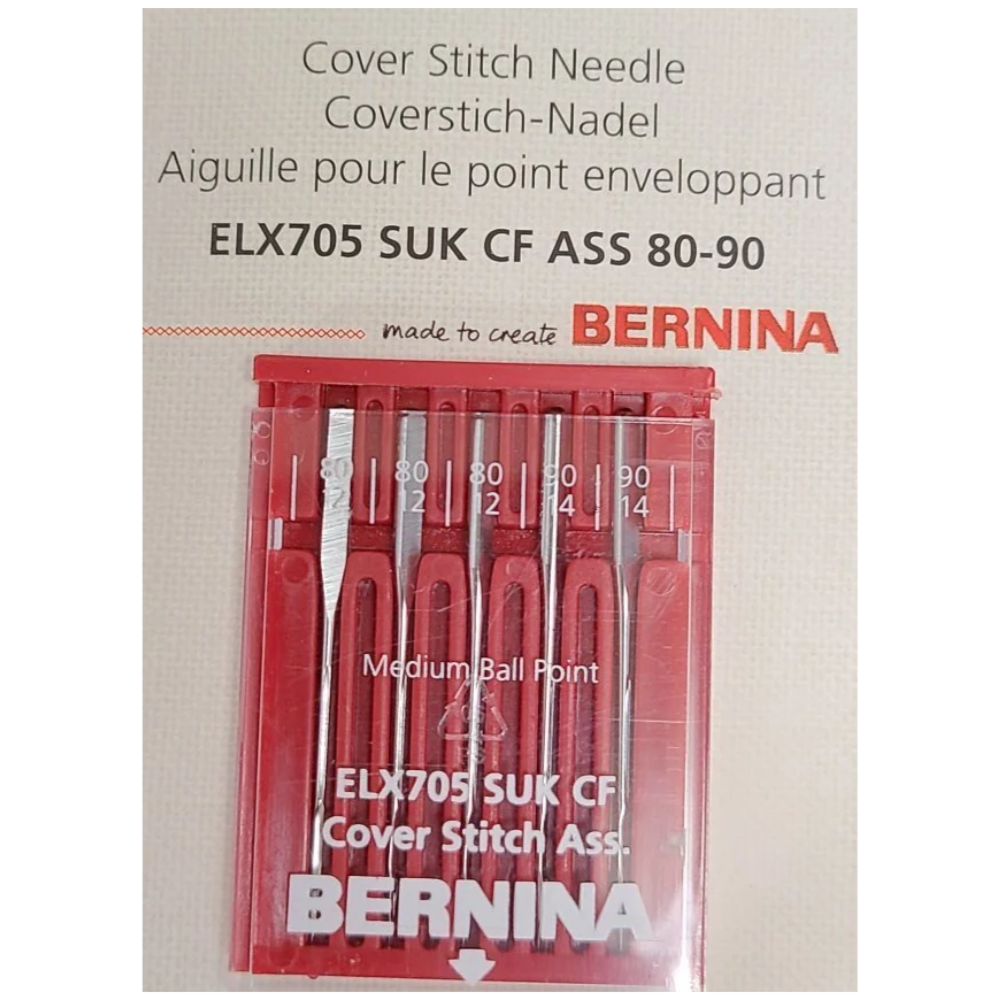 Cover Stitch Needle
Coverstich-Nadel
Aiguille pour le point enveloppant
ELX705 SUK CF ASS 80-90
made to create BERNINA
80 80 80 90 90
12 12 12 14 14
Medium Ball Point
ELX705 SUK CF
Cover Stitch Ass.
BERNINA